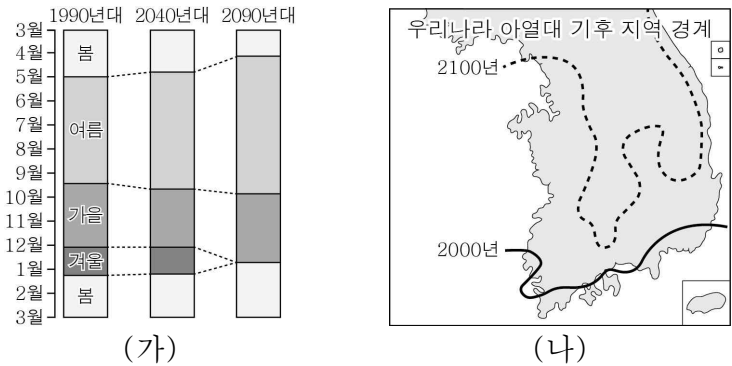 1990년대 2040년대 2090년대
3월
4월
5월
6월
7월
8월
9월
10월
11월
12월
1월
2월
3월
봄
여름
가을
겨울
봄
(가)
우리나라 아열대 기후 지역 경계
2100년
2000년
(나)